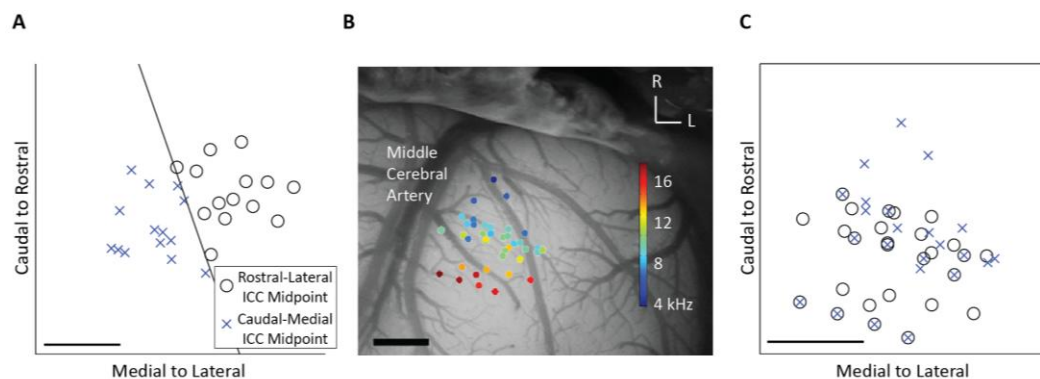 A
Caudal to Rostral
Medial to Lateral
Rostral-Lateral
ICC Midpoint
Caudal-Medial
ICC Midpoint
B
R
L
Middle
Cerebral
Artery
16
12
8
4 kHz
C
Caudal to Rostral
Medial to Lateral